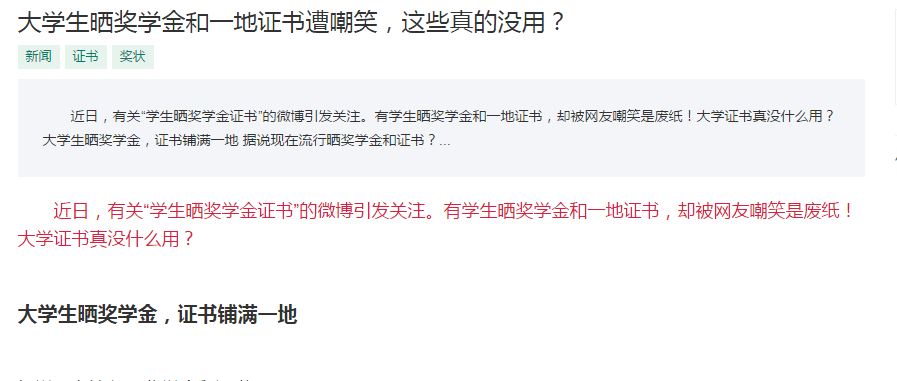 大学生晒奖学金和一地证书遭嘲笑，这些真的没用？
新闻 证书 奖状
近日，有关“学生晒奖学金证书”的微博引发关注。有学生晒奖学金和一地证书，却被网友嘲笑是废纸！大学证书真没什么用？
大学生晒奖学金，证书铺满一地 据说现在流行晒奖学金和证书？...
近日，有关“学生晒奖学金证书”的微博引发关注。有学生晒奖学金和一地证书，却被网友嘲笑是废纸！
大学证书真没什么用？
大学生晒奖学金，证书铺满一地